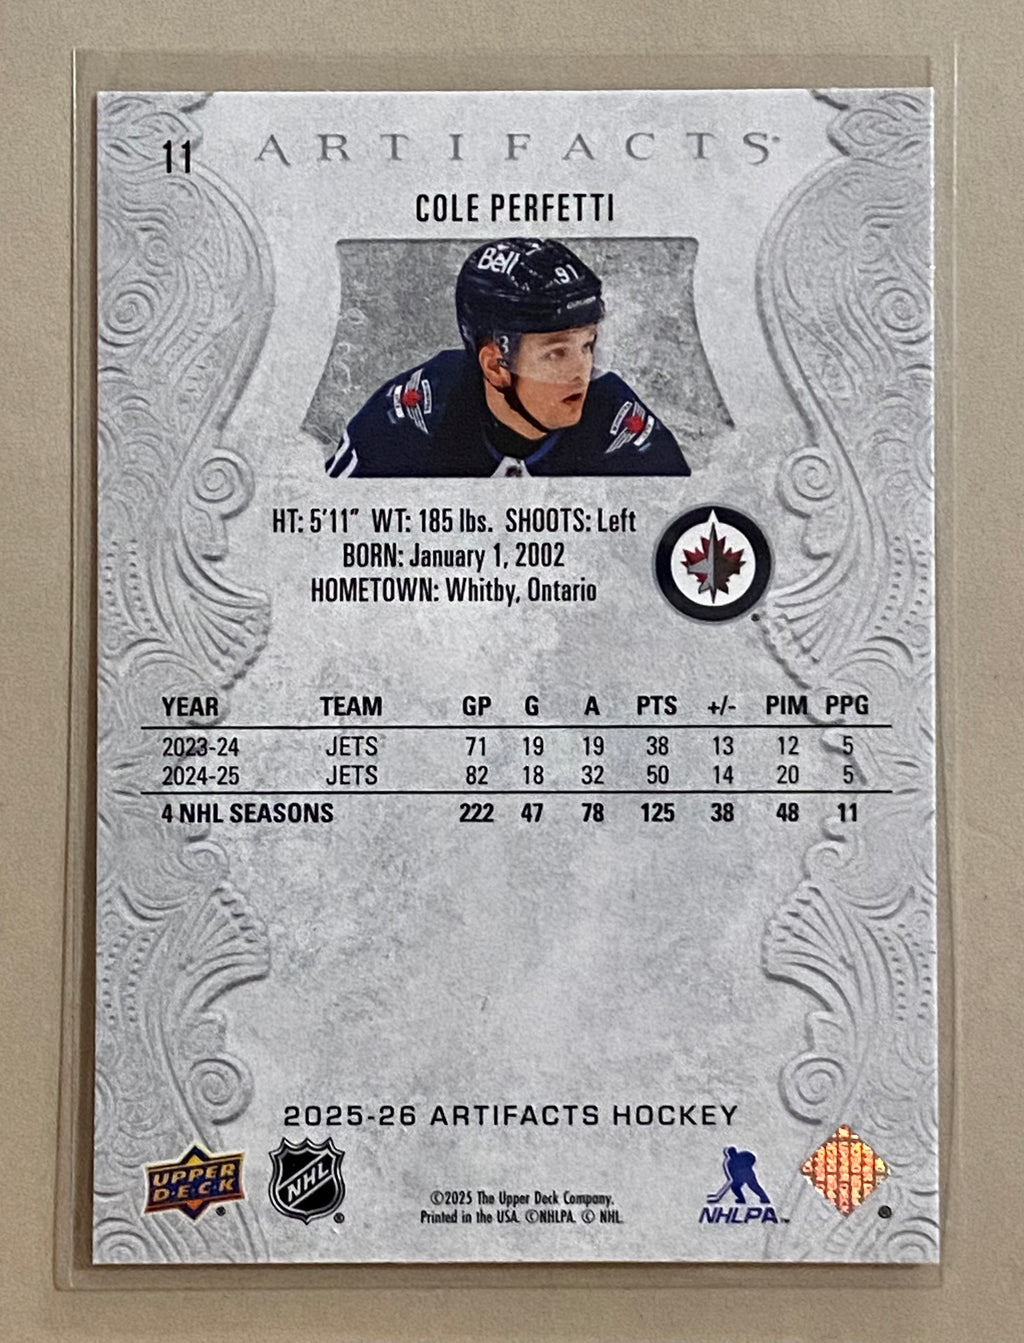 11
ARTIFACTS
COLE PERFETTI
Bell 91
HT: 5'11" WT: 185 lbs. SHOOTS: Left
BORN: January 1, 2002
HOMETOWN: Whitby, Ontario
YEAR TEAM GP G A PTS +/- PIM PPG
2023-24 JETS 71 19 19 38 13 12 5
2024-25 JETS 82 18 32 50 14 20 5
4 NHL SEASONS 222 47 78 125 38 48 11
2025-26 ARTIFACTS HOCKEY
UPPER
D·E·C·K ®
NHL ®
©2025 The Upper Deck Company.
Printed in the USA. ©NHLPA. © NHL.
NHLPA™
®